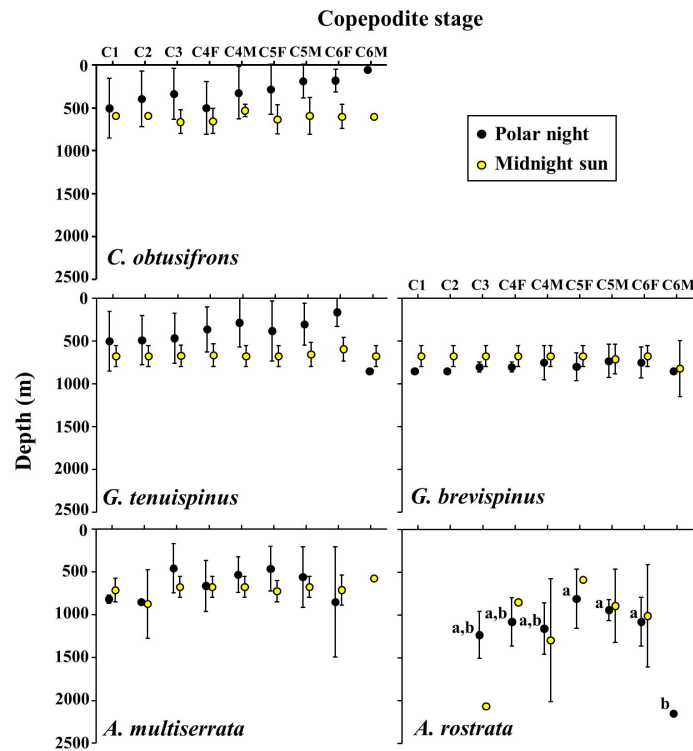 Copepodite stage
C1 C2 C3 C4F C4M C5F C5M C6F C6M
0
500
1000
1500
2000
2500
C. obtusifrons
Polar night
Midnight sun
Depth (m)
0
500
1000
1500
2000
2500
G. tenuispinus
C1 C2 C3 C4F C4M C5F C5M C6F C6M
G. brevispinus
500
1000
1500
2000
2500
A. multiserrata
a,b a,b a,b a a a b
A. rostrata